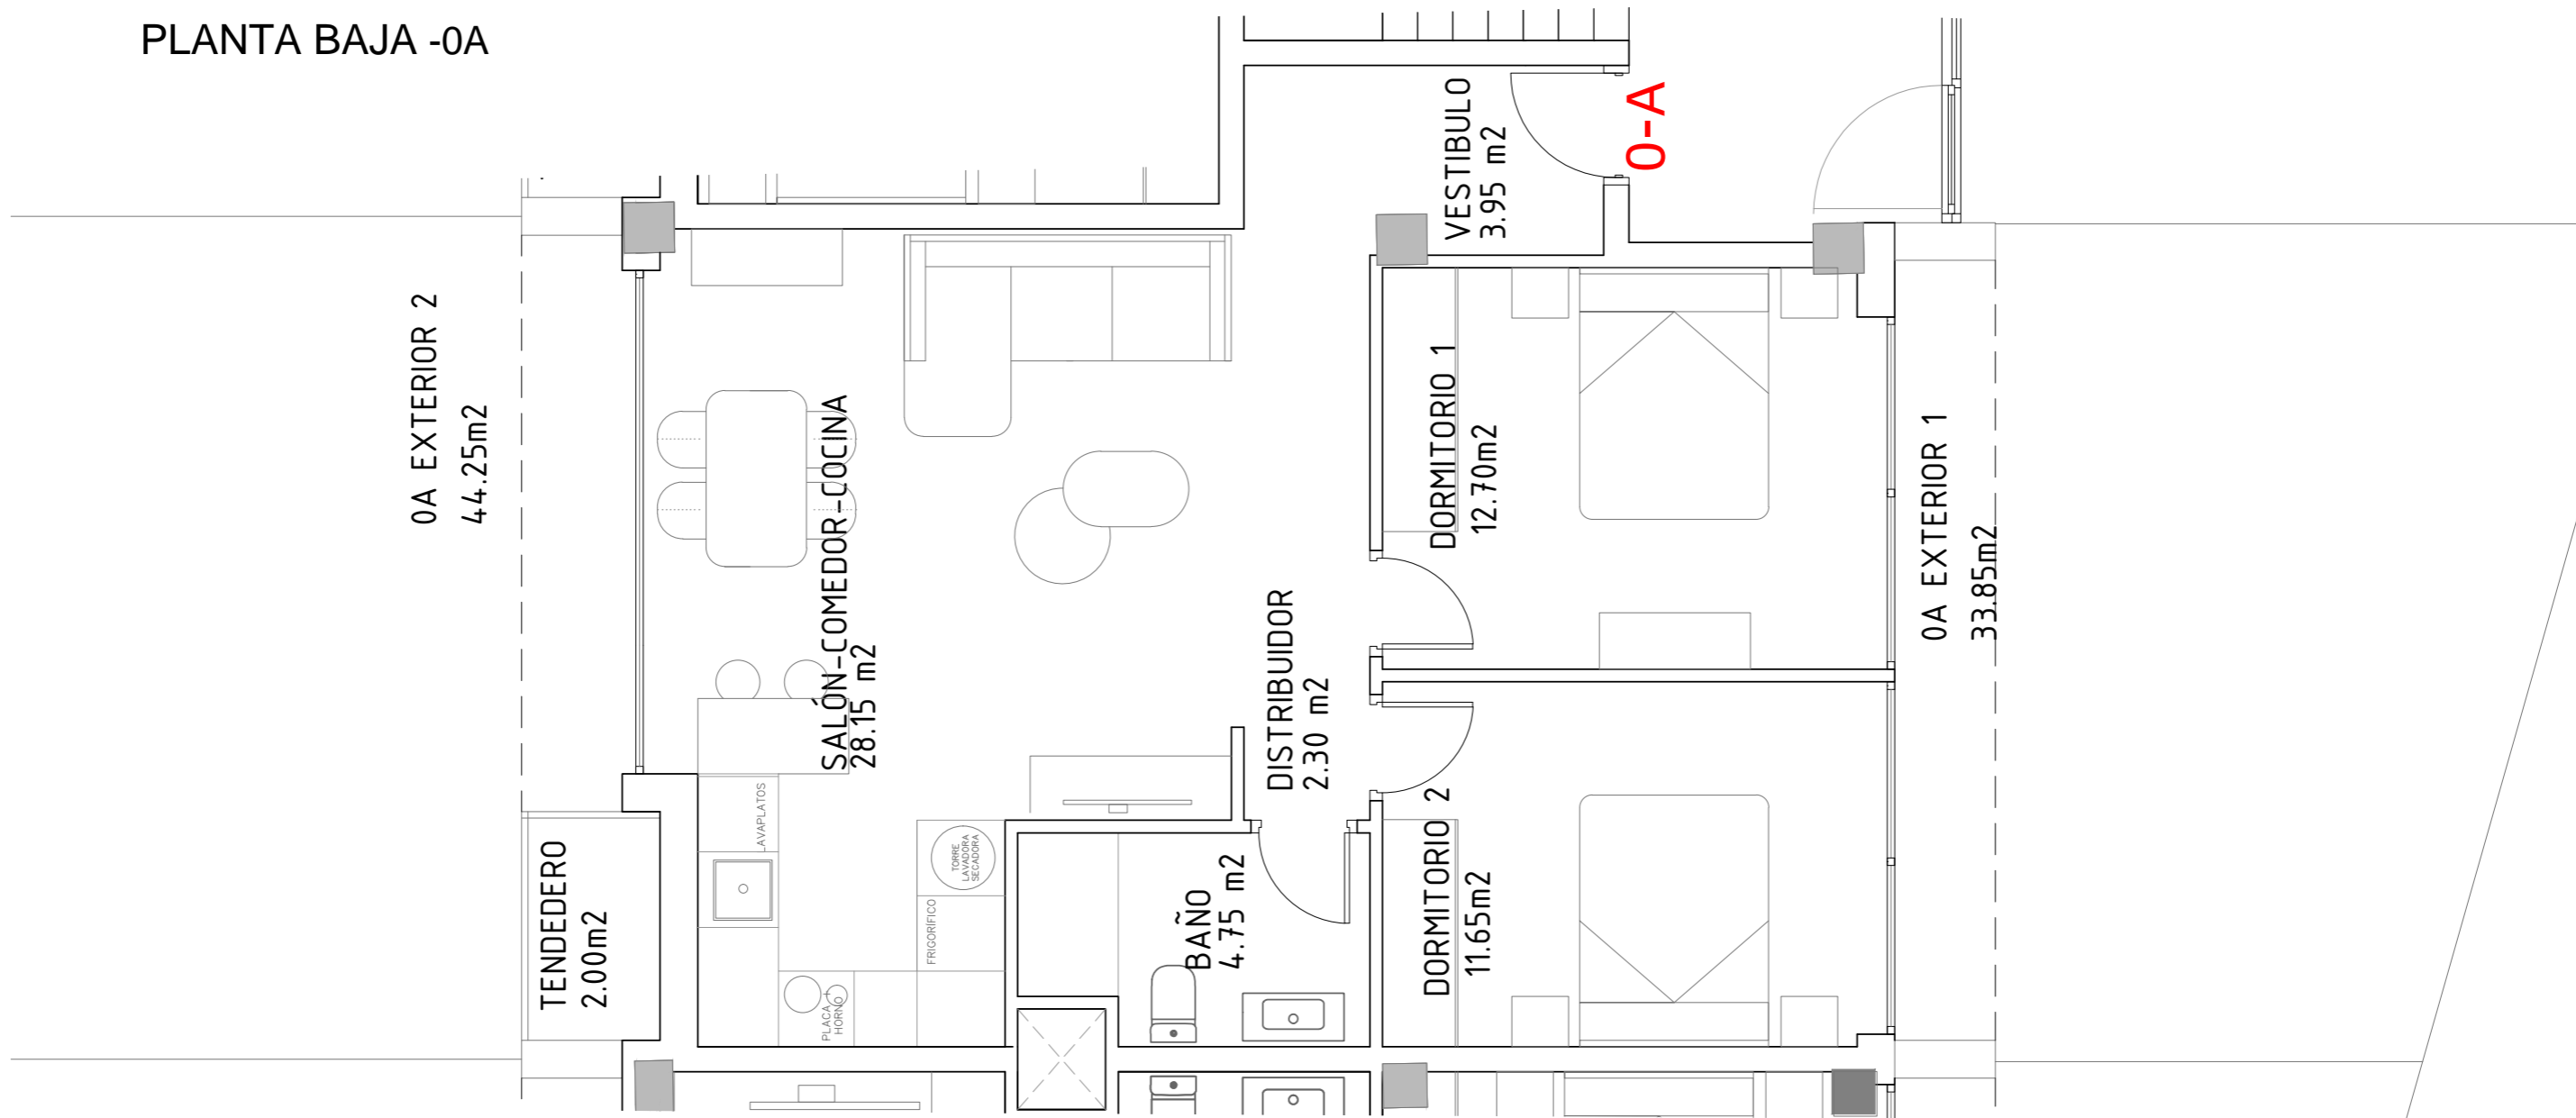 PLANTA BAJA -0A
0-A
VESTIBULO
3.95 m2
0A EXTERIOR 2
44.25m2
SALÓN-COMEDOR-COCINA
28.15 m2
DORMITORIO 1
12.70m2
0A EXTERIOR 1
33.85m2
DISTRIBUIDOR
2.30 m2
LAVAPLATOS
TORRE
LAVADORA
SECADORA
FRIGORÍFICO
PLACA +
HORNO
TENDEDERO
2.00m2
BAÑO
4.75 m2
DORMITORIO 2
11.65m2